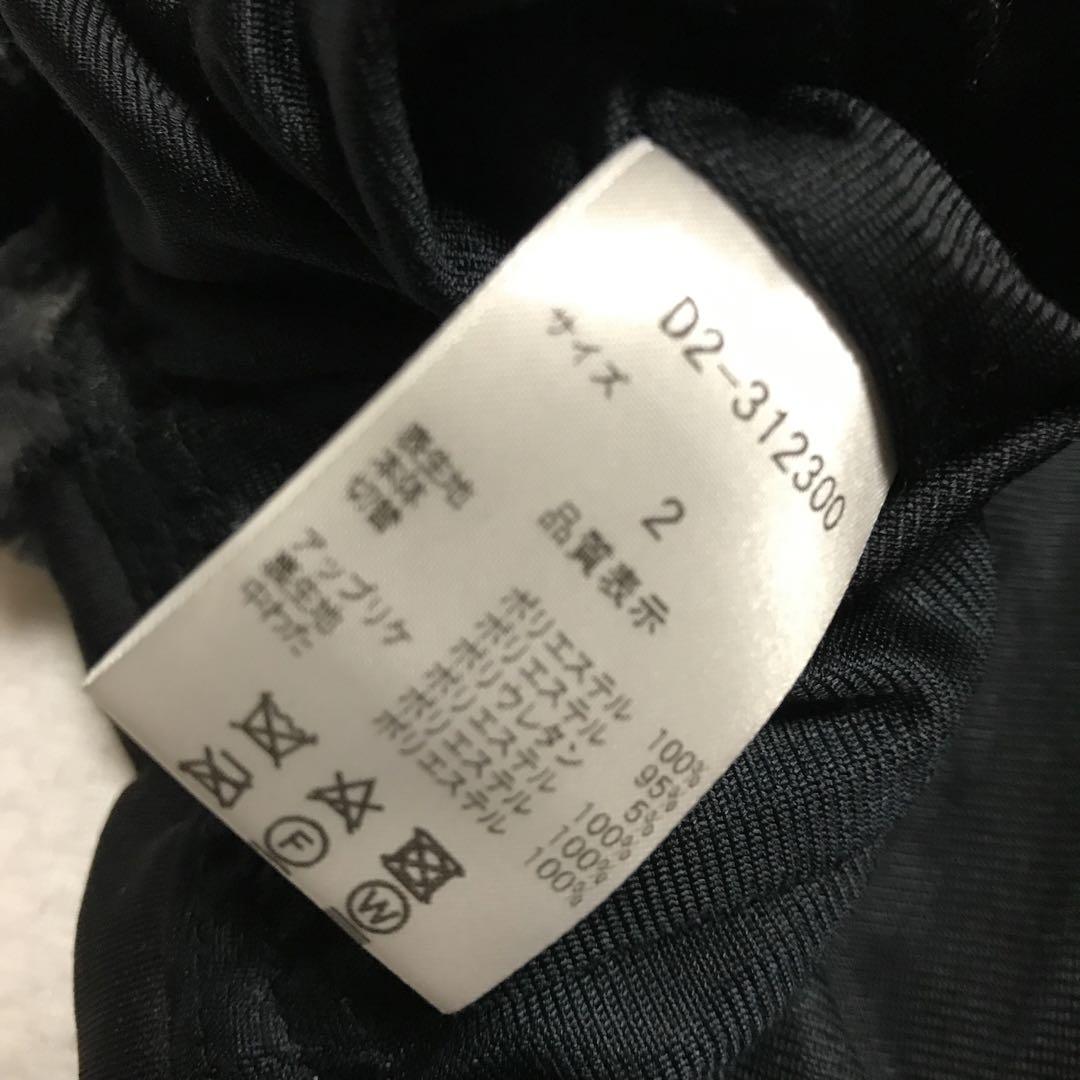 D2-312300
サイズ 2
品質表示
表生地
本体 ポリエステル 100%
切替 ポリエステル 95%
ポリウレタン 5%
アップリケ ポリエステル 100%
裏生地 ポリエステル 100%
中わた ポリエステル 100%
F
W